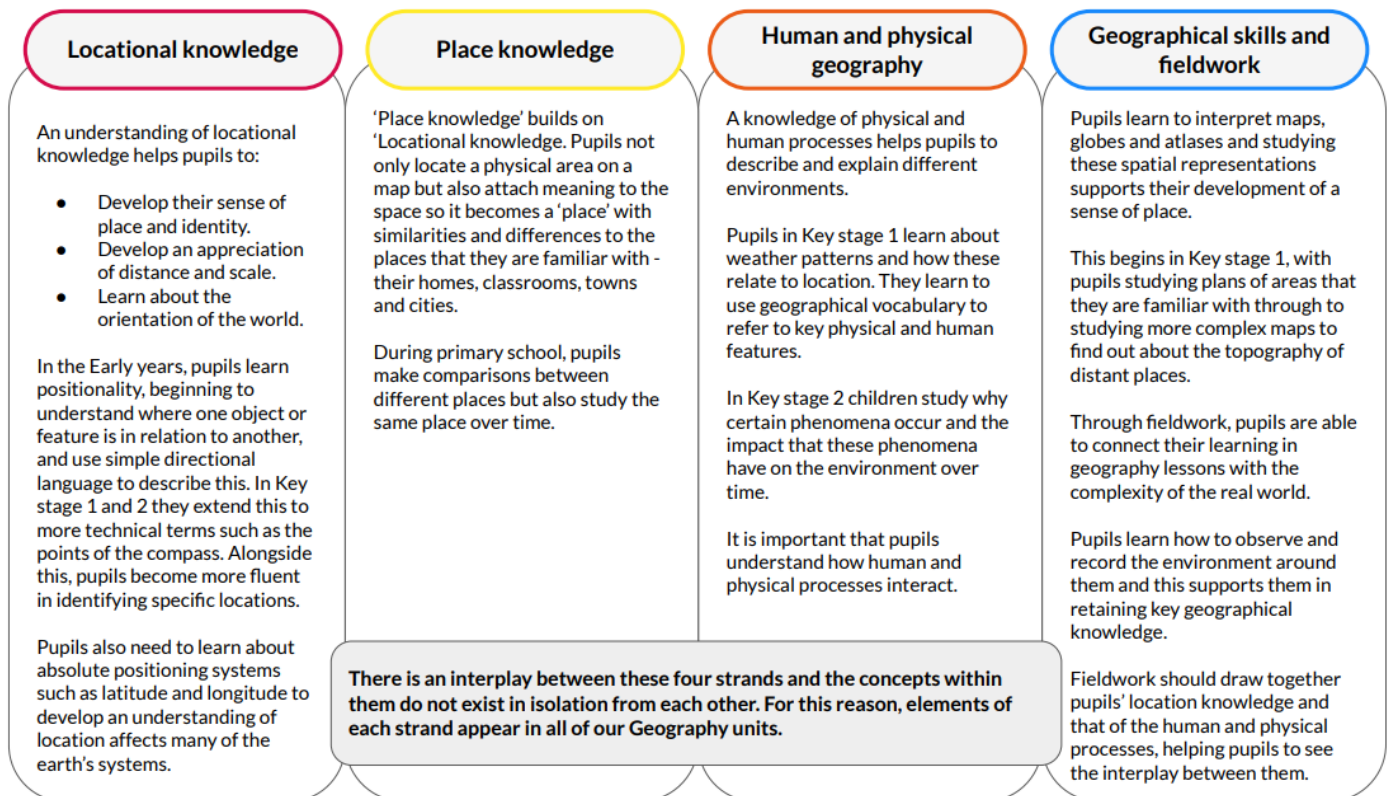 Locational knowledge
An understanding of locational
knowledge helps pupils to:
● Develop their sense of
place and identity.
● Develop an appreciation
of distance and scale.
● Learn about the
orientation of the world.
In the Early years, pupils learn
positionality, beginning to
understand where one object or
feature is in relation to another,
and use simple directional
language to describe this. In Key
stage 1 and 2 they extend this to
more technical terms such as the
points of the compass. Alongside
this, pupils become more fluent
in identifying specific locations.
Pupils also need to learn about
absolute positioning systems
such as latitude and longitude to
develop an understanding of
location affects many of the
earth's systems.
Place knowledge
‘Place knowledge’ builds on
‘Locational knowledge. Pupils not
only locate a physical area on a
map but also attach meaning to the
space so it becomes a ‘place’ with
similarities and differences to the
places that they are familiar with -
their homes, classrooms, towns
and cities.
During primary school, pupils
make comparisons between
different places but also study the
same place over time.
Human and physical
geography
A knowledge of physical and
human processes helps pupils to
describe and explain different
environments.
Pupils in Key stage 1 learn about
weather patterns and how these
relate to location. They learn to
use geographical vocabulary to
refer to key physical and human
features.
In Key stage 2 children study why
certain phenomena occur and the
impact that these phenomena
have on the environment over
time.
It is important that pupils
understand how human and
physical processes interact.
Geographical skills and
fieldwork
Pupils learn to interpret maps,
globes and atlases and studying
these spatial representations
supports their development of a
sense of place.
This begins in Key stage 1, with
pupils studying plans of areas that
they are familiar with through to
studying more complex maps to
find out about the topography of
distant places.
Through fieldwork, pupils are able
to connect their learning in
geography lessons with the
complexity of the real world.
Pupils learn how to observe and
record the environment around
them and this supports them in
retaining key geographical
knowledge.
Fieldwork should draw together
pupils’ location knowledge and
that of the human and physical
processes, helping pupils to see
the interplay between them.
There is an interplay between these four strands and the concepts within
them do not exist in isolation from each other. For this reason, elements of
each strand appear in all of our Geography units.